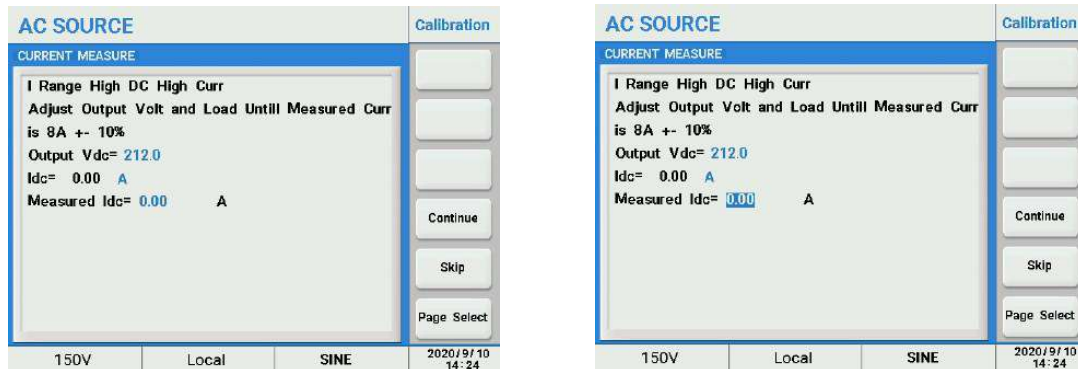 AC SOURCE
Calibration
CURRENT MEASURE
I Range High DC High Curr
Adjust Output Volt and Load Untill Measured Curr
is 8A +- 10%
Output Vdc= 212.0
Idc= 0.00 A
Measured Idc= 0.00 A
Continue
Skip
Page Select
150V Local SINE 2020/9/10
14:24
AC SOURCE
Calibration
CURRENT MEASURE
I Range High DC High Curr
Adjust Output Volt and Load Untill Measured Curr
is 8A +- 10%
Output Vdc= 212.0
Idc= 0.00 A
Measured Idc= 0.00 A
Continue
Skip
Page Select
150V Local SINE 2020/9/10
14:24